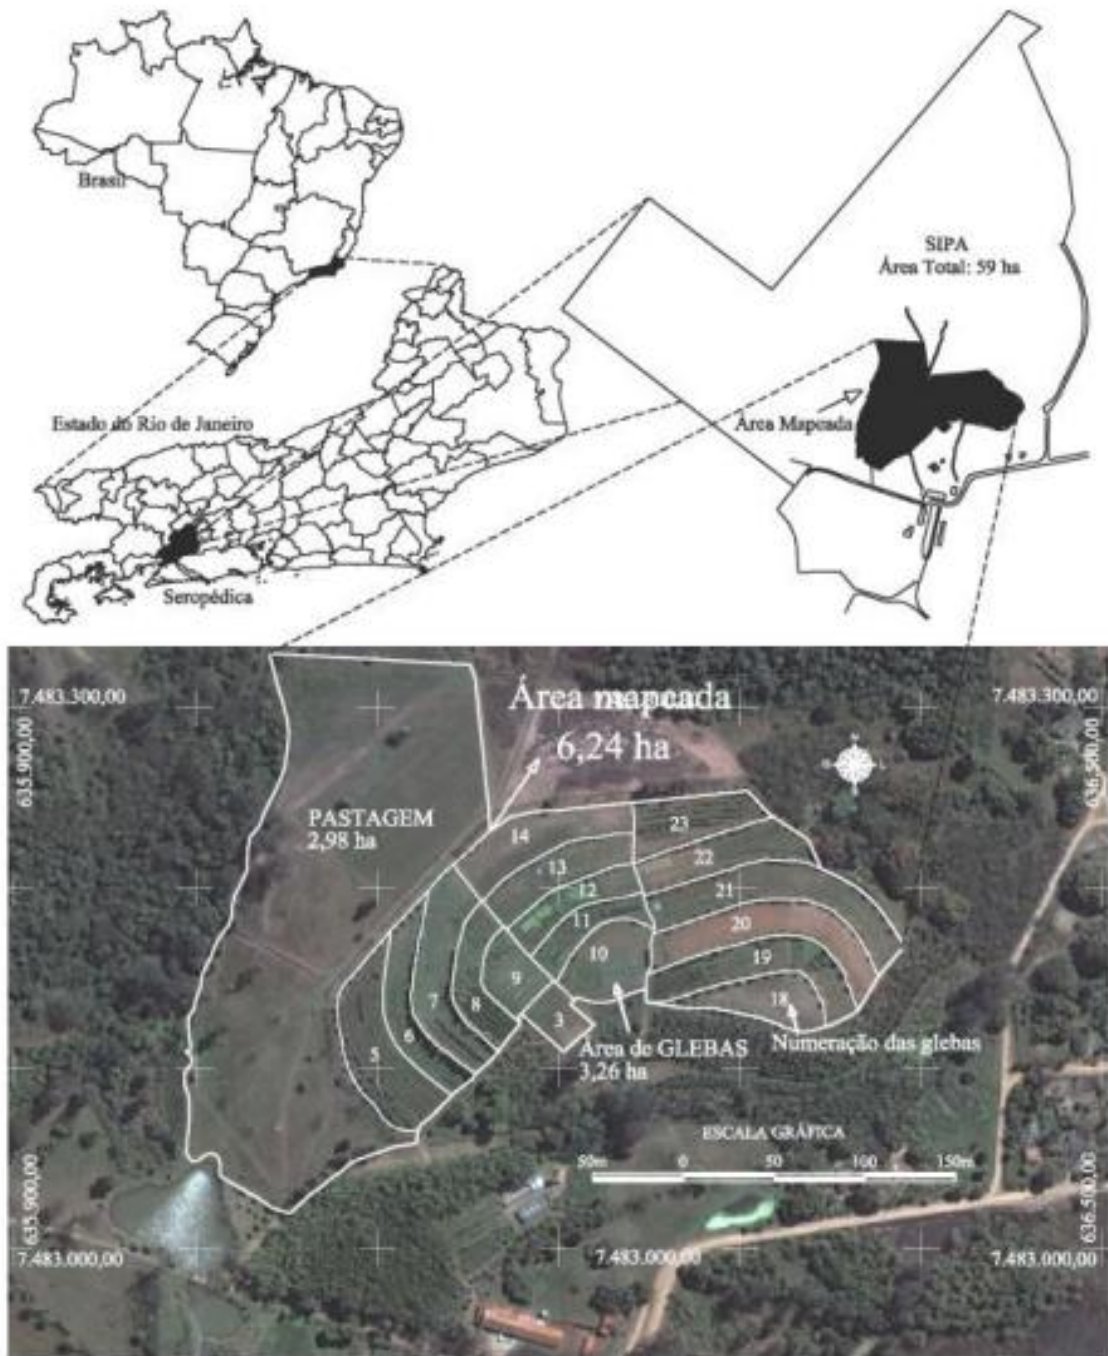 Brasil
SIPA
Área Total: 59 ha
Área Mapeada
Estado do Rio de Janeiro
Seropédica
7.483.300,00
Área mapeada
7.483.300,00
6,24 ha
635.900,00
636.500,00
PASTAGEM
2,98 ha
14
23
13
22
12
21
11
20
10
19
9
7
8
18
3
6
5
Numeração das glebas
Área de GLEBAS
3,26 ha
ESCALA GRÁFICA
50m 0 50 100 150m
635.900,00
636.500,00
7.483.000,00
7.483.000,00
7.483.000,00